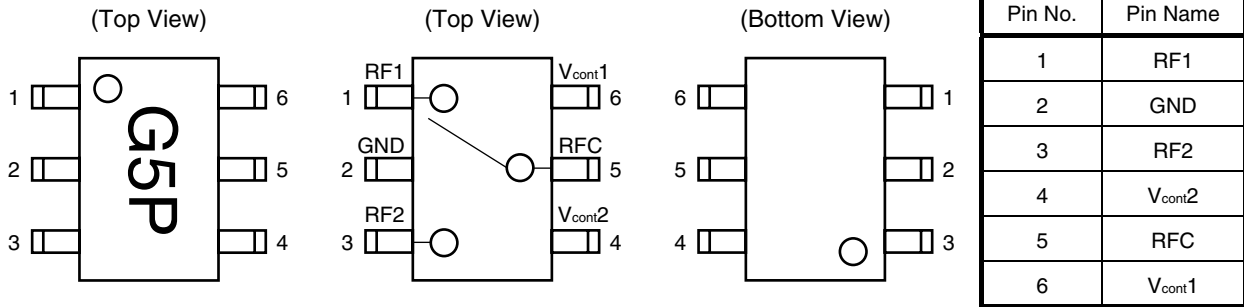 (Top View)
1
2
3
G5P
6
5
4
(Top View)
RF1
1
GND
2
RF2
3
Vcont1
6
RFC
5
Vcont2
4
(Bottom View)
6
5
4
1
2
3
Pin No. Pin Name
1 RF1
2 GND
3 RF2
4 Vcont2
5 RFC
6 Vcont1